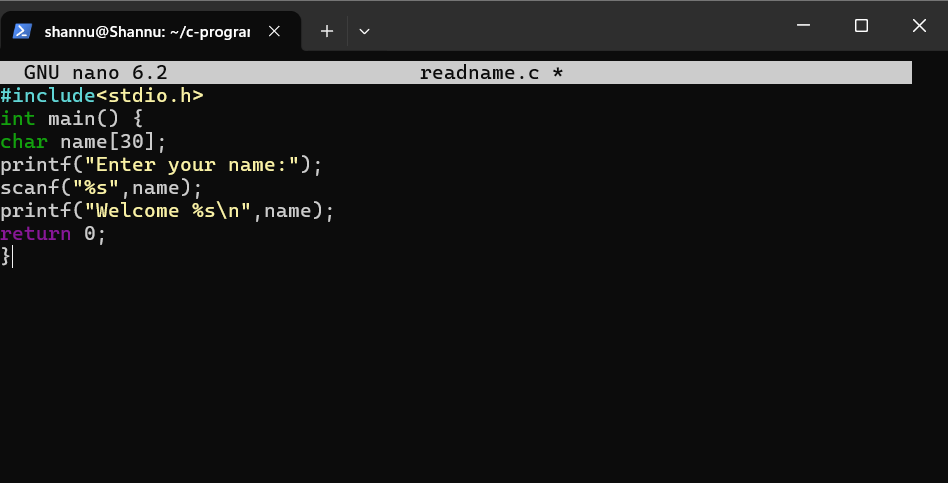 shannu@Shannu: ~/c-progran
GNU nano 6.2 readname.c *
#include<stdio.h>
int main() {
char name[30];
printf("Enter your name:");
scanf("%s",name);
printf("Welcome %s\n",name);
return 0;
}